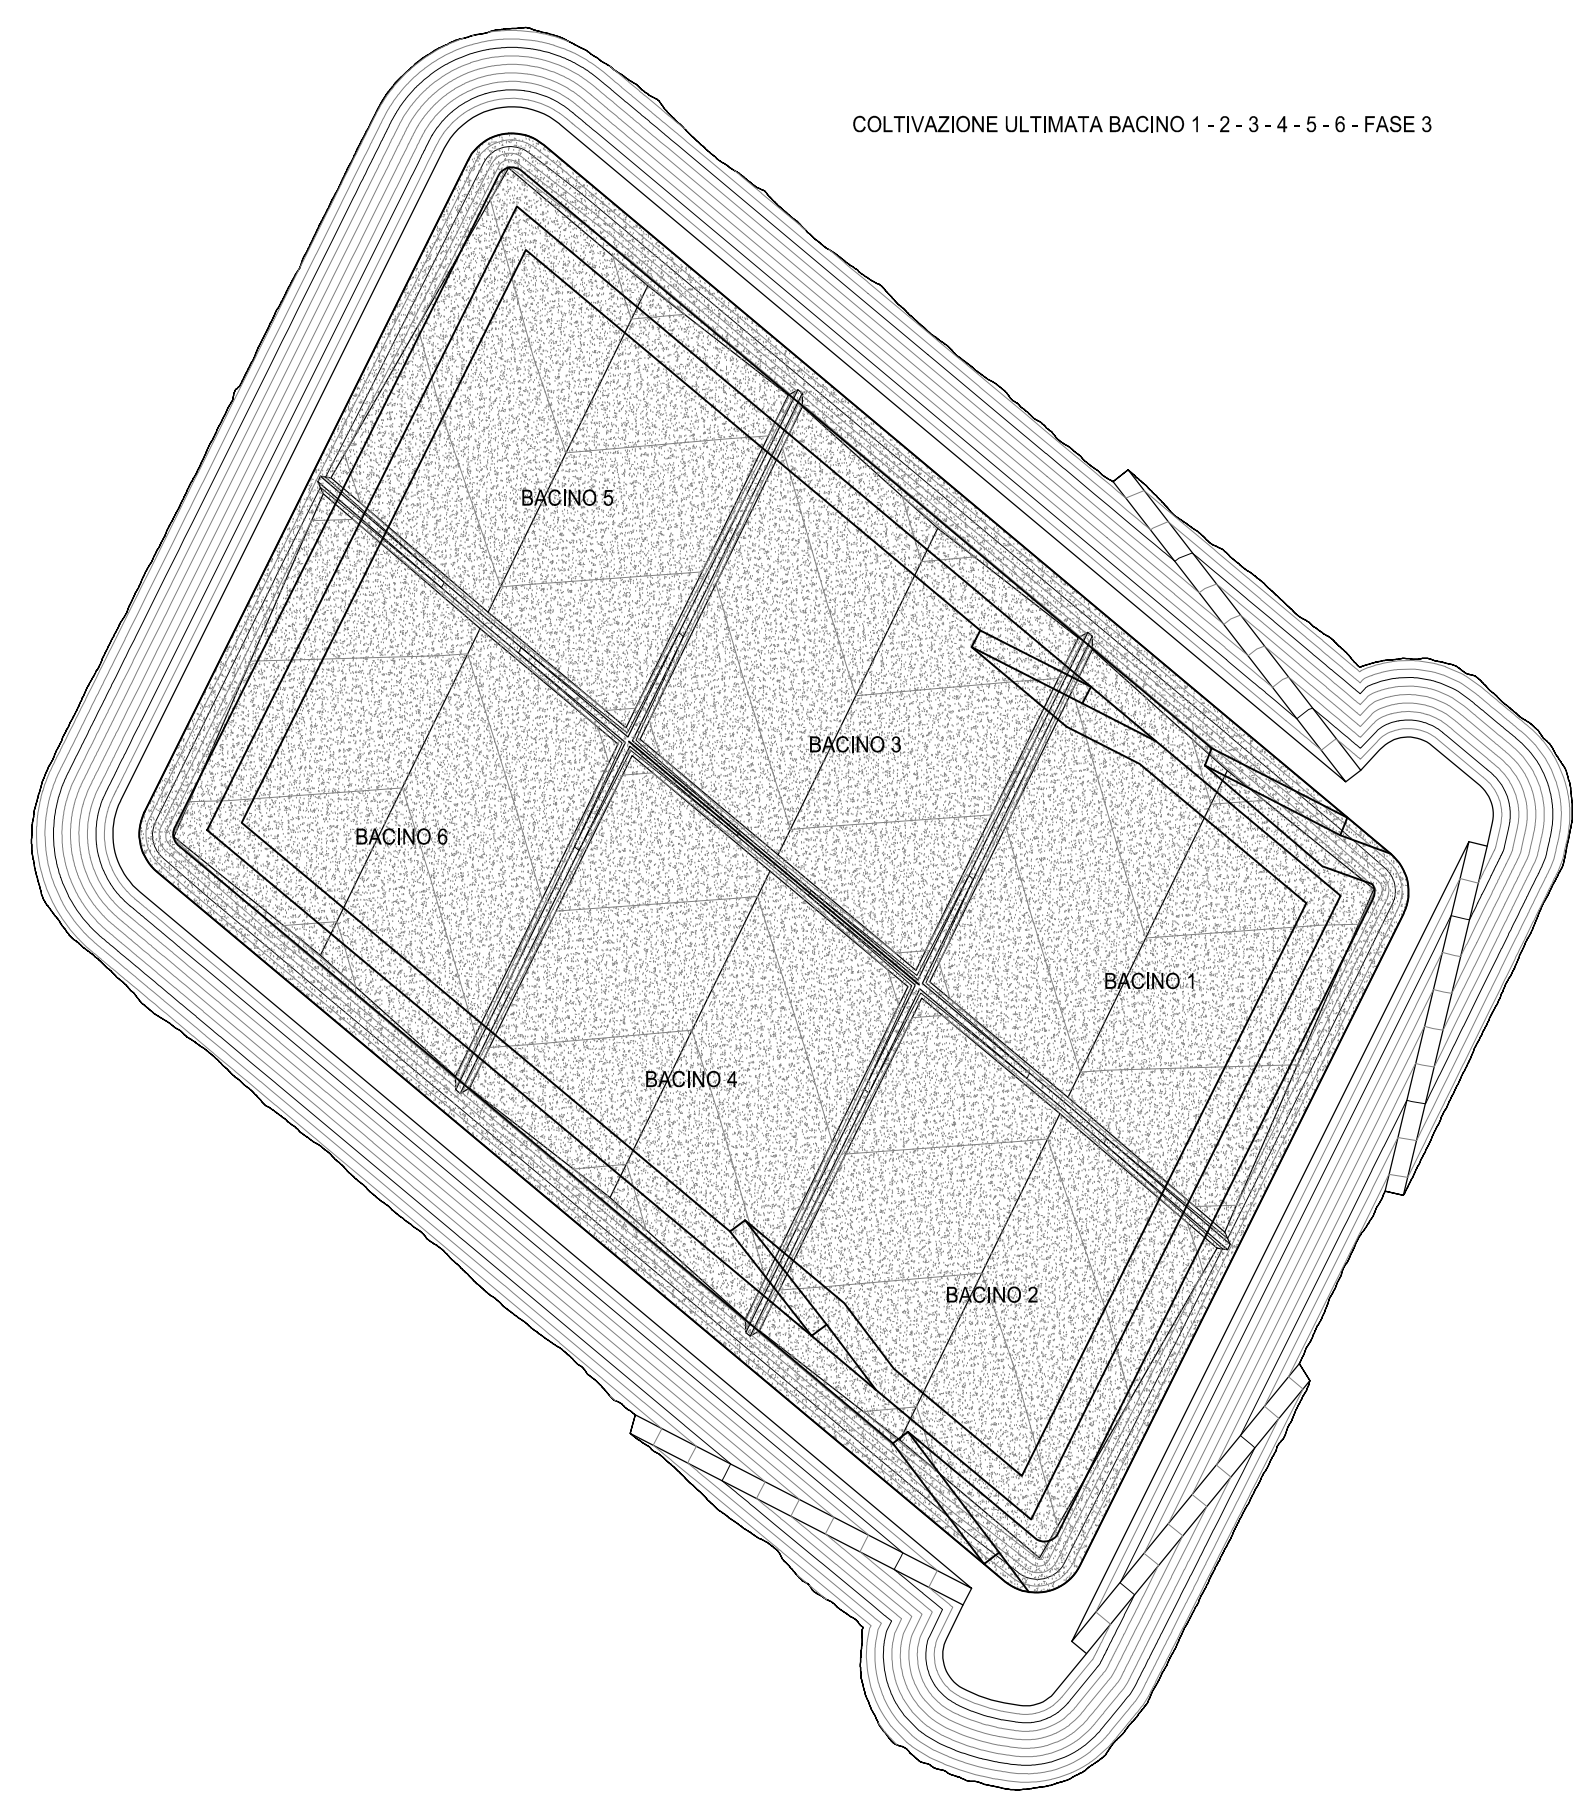 COLTIVAZIONE ULTIMATA BACINO 1 - 2 - 3 - 4 - 5 - 6 - FASE 3
BACINO 5
BACINO 3
BACINO 6
BACINO 1
BACINO 4
BACINO 2